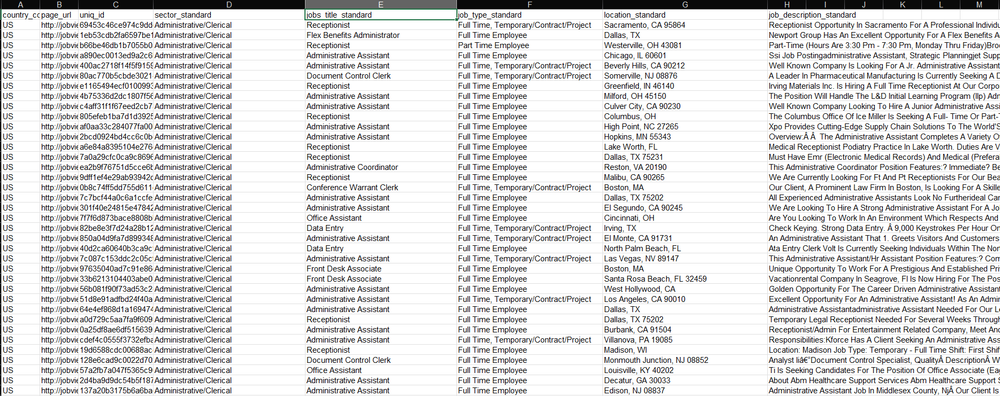 A B C D E F G H I J K L M
country_cc page_url uniq_id sector_standard jobs_title_standard job_type_standard location_standard job_description_standard
US http://jobvie 69453c46ce974c9dd Administrative/Clerical Receptionist Full Time, Temporary/Contract/Project Sacramento, CA 95864 Receptionist Opportunity In Sacramento For A Professional Individu
US http://jobvie 1eb53cdb2fa6597be1 Administrative/Clerical Flex Benefits Administrator Full Time Employee Dallas, TX Newport Group Has An Excellent Opportunity For A Flex Benefits A
US http://jobvie b66be46db1b7055b0 Administrative/Clerical Receptionist Part Time Employee Westerville, OH 43081 Part-Time (Hours Are 3:30 Pm - 7:30 Pm, Monday Thru Friday)Broo
US http://jobvie a890ec0013ed9a2c6 Administrative/Clerical Administrative Assistant Full Time Employee Chicago, IL 60601 Ssi Job Postingadministrative Assistant, Strategic Planningjet Supp
US http://jobvie 400ac2718f14f5f9159 Administrative/Clerical Administrative Assistant Full Time, Temporary/Contract/Project Beverly Hills, CA 90212 Well Known Company Is Looking For A Jr. Administrative Assistant
US http://jobvie 80ac770b5cbde3021 Administrative/Clerical Document Control Clerk Full Time, Temporary/Contract/Project Somerville, NJ 08876 A Leader In Pharmaceutical Manufacturing Is Currently Seeking A D
US http://jobvie e1165494ecf0100993 Administrative/Clerical Receptionist Full Time Employee Greenfield, IN 46140 Irving Materials Inc. Is Hiring A Full Time Receptionist At Our Corpo
US http://jobvie 4b75336d2dc1807f56 Administrative/Clerical Administrative Assistant Full Time Employee Milford, OH 45150 The Position Will Handle The L&D Initial Learning Program (llp) Adm
US http://jobvie c4aff31f1f67eed2cb7 Administrative/Clerical Administrative Assistant Full Time Employee Culver City, CA 90230 Well Known Company Looking To Hire A Junior Administrative Assi
US http://jobvie 805efeb1ba7d1d3925 Administrative/Clerical Receptionist Full Time Employee Columbus, OH The Columbus Office Of Ice Miller Is Seeking A Full- Time Or Part-T
US http://jobvie af0aa33c284077fa00 Administrative/Clerical Administrative Assistant Full Time Employee High Point, NC 27265 Xpo Provides Cutting-Edge Supply Chain Solutions To The World'S
US http://jobvie 2bcd0924bd4cc6c0b Administrative/Clerical Administrative Assistant Full Time Employee Hopkins, MN 55343 Overview:Â Â  The Administrative Assistant Completes A Variety O
US http://jobvie a6e84a8395104e276 Administrative/Clerical Receptionist Full Time Employee Lake Worth, FL Medical Receptionist Podiatry Practice In Lake Worth. Duties Are V
US http://jobvie 7a0a29cfc0ca9c8696 Administrative/Clerical Receptionist Full Time Employee Dallas, TX 75231 Must Have Emr (Electronic Medical Records) And Medical (Preferal
US http://jobvie ea2b9f76751d5cce6b Administrative/Clerical Administrative Coordinator Full Time Employee Reston, VA 20190 This Administrative Coordinator Position Features:? Immediate? Be
US http://jobvie 9dff1ef4e29ab93942c Administrative/Clerical Receptionist Full Time Employee Malibu, CA 90265 We Are Currently Looking For Ft And Pt Receptionists For Our Bea
US http://jobvie 0b8c74ff5dd755d611 Administrative/Clerical Conference Warrant Clerk Full Time, Temporary/Contract/Project Boston, MA Our Client, A Prominent Law Firm In Boston, Is Looking For A Skille
US http://jobvie 7c7bcf44a0c6a1ccfe Administrative/Clerical Administrative Assistant Full Time Employee Dallas, TX 75202 All Experienced Administrative Assistants Look No Furtherideal Can
US http://jobvie 301f40e24815e47842 Administrative/Clerical Administrative Assistant Full Time Employee El Segundo, CA 90245 We Are Looking To Hire A Strong Administrative Assistant For A Jo
US http://jobvie 7f7f6d873bace8808b Administrative/Clerical Office Assistant Full Time Employee Cincinnati, OH Are You Looking To Work In An Environment Which Respects And
US http://jobvie 82be8e3f7d24a28b12 Administrative/Clerical Data Entry Full Time, Temporary/Contract/Project Irving, TX Check Keying. Strong Data Entry. Â 9,000 Keystrokes Per Hour On
US http://jobvie 850a04d9fa7d899348 Administrative/Clerical Administrative Assistant Full Time, Temporary/Contract/Project El Monte, CA 91731 An Administrative Assistant That 1. Greets Visitors And Customers
US http://jobvie 40d2ca60640b3ca9c Administrative/Clerical Data Entry Full Time Employee North Palm Beach, FL Ata Entry Clerk Volt Is Currently Seeking Individuals Within The Nor
US http://jobvie 7c087c153ddc2c05c Administrative/Clerical Administrative Assistant Full Time, Temporary/Contract/Project Las Vegas, NV 89147 This Administrative Assistant/Hr Assistant Position Features:? Com
US http://jobvie 97635040ad7c91e86 Administrative/Clerical Front Desk Associate Full Time Employee Boston, MA Unique Opportunity To Work For A Prestigious And Established Pri
US http://jobvie 33b6213104403abe0 Administrative/Clerical Front Desk Associate Full Time Employee Santa Rosa Beach, FL 32459 Vacationrental Company In Seagrove, Fl Is Now Hiring For The Pos
US http://jobvie 56b081f90f73ad53c2 Administrative/Clerical Administrative Assistant Full Time Employee West Hollywood, CA Golden Opportunity For The Career Driven Administrative Assistant
US http://jobvie 51d8e91adfbd24f40a Administrative/Clerical Administrative Assistant Full Time, Temporary/Contract/Project Los Angeles, CA 90010 Excellent Opportunity For An Administrative Assistant! As An Admin
US http://jobvie 64e4ef868d1a169474 Administrative/Clerical Administrative Assistant Full Time Employee Dallas, TX Administrative Assistantadministrative Assistant Needed For Our L
US http://jobvie a0d729c5aa7fa9f609 Administrative/Clerical Receptionist Full Time Employee Dallas, TX 75202 Temporary Legal Receptionist Needed For Several Weeks Through
US http://jobvie 0a25df8ae6df515639 Administrative/Clerical Administrative Assistant Full Time Employee Burbank, CA 91504 Receptionist/Admin For Entertainment Related Company, Meet And
US http://jobvie cdef4c0555f3732efba Administrative/Clerical Administrative Assistant Full Time, Temporary/Contract/Project Villanova, PA 19085 Responsibilities:Kforce Has A Client Seeking An Administrative Ass
US http://jobvie 19d6588cdc00688ac Administrative/Clerical Receptionist Full Time Employee Madison, WI Location: Madison Job Type: Temporary - Full Time Shift: First Shif
US http://jobvie 128e6cad9c0022d70 Administrative/Clerical Document Control Clerk Full Time Employee Monmouth Junction, NJ 08852 Analyst Iiâ€“Document Control Specialist, QualityÂ DescriptionÂ W
US http://jobvie 57a2fb7a047f5365c9 Administrative/Clerical Office Assistant Full Time Employee Louisville, KY 40202 Ti Is Seeking Candidates For The Position Of Office Associate (Eag
US http://jobvie 2d4ba9d9dc54b5f187 Administrative/Clerical Administrative Assistant Full Time Employee Decatur, GA 30033 About Abm Healthcare Support Services Abm Healthcare Support S
US http://jobvie 137a20b3175b6a6ba Administrative/Clerical Administrative Assistant Full Time Employee Edison, NJ 08837 Administrative Assistant Job In Middlesex County, NjÂ Our Client Is